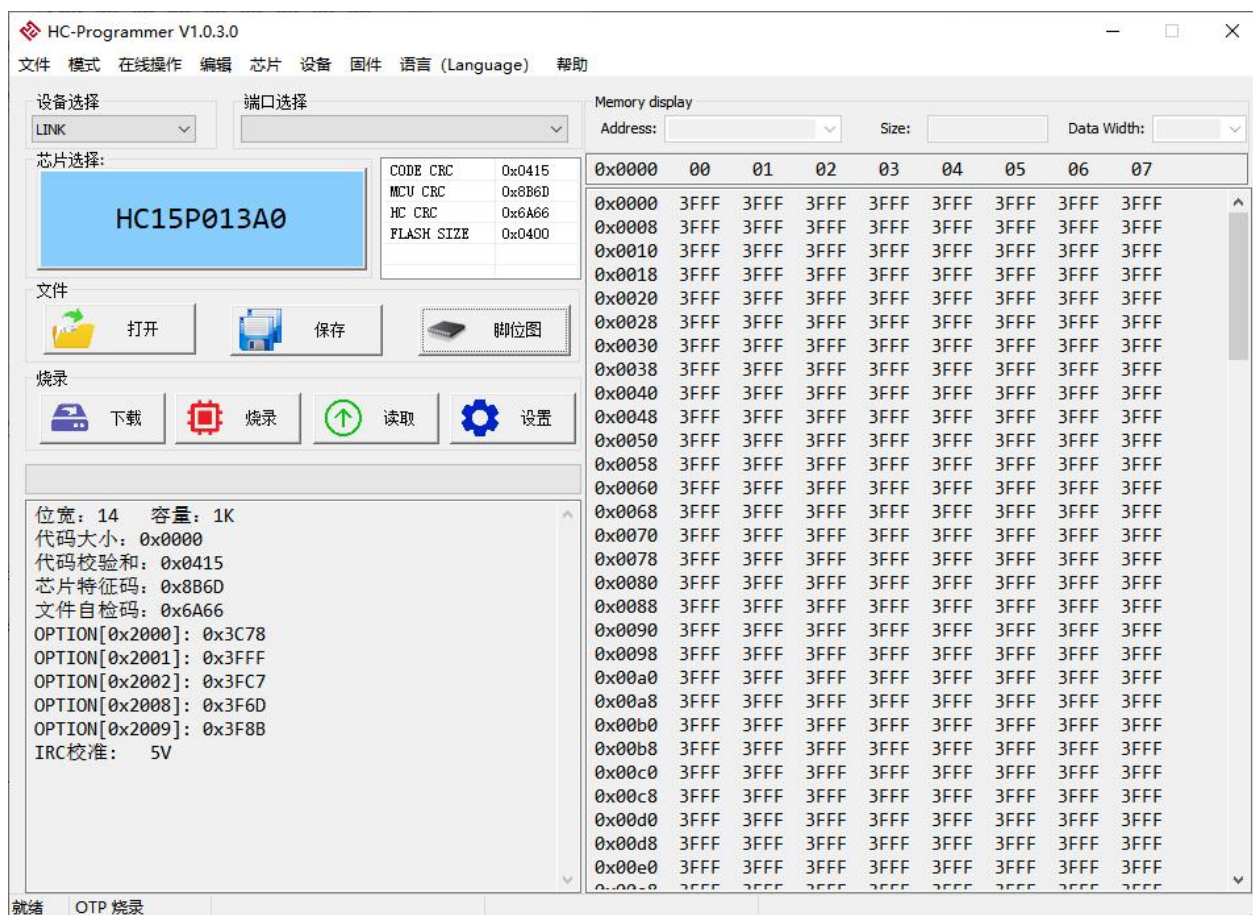 HC-Programmer V1.0.3.0
文件 模式 在线操作 编辑 芯片 设备 固件 语言 (Language) 帮助
设备选择
LINK
端口选择
芯片选择:
HC15P013A0
CODE CRC 0x0415
MCU CRC 0x8B6D
HC CRC 0x6A66
FLASH SIZE 0x0400
文件
打开 保存 脚位图
烧录
下载 烧录 读取 设置
位宽: 14 容量: 1K
代码大小: 0x0000
代码校验和: 0x0415
芯片特征码: 0x8B6D
文件自检码: 0x6A66
OPTION[0x2000]: 0x3C78
OPTION[0x2001]: 0x3FFF
OPTION[0x2002]: 0x3FC7
OPTION[0x2008]: 0x3F6D
OPTION[0x2009]: 0x3F8B
IRC校准: 5V
Memory display
Address: Size: Data Width:
0x0000 00 01 02 03 04 05 06 07
0x0000 3FFF 3FFF 3FFF 3FFF 3FFF 3FFF 3FFF 3FFF
0x0008 3FFF 3FFF 3FFF 3FFF 3FFF 3FFF 3FFF 3FFF
0x0010 3FFF 3FFF 3FFF 3FFF 3FFF 3FFF 3FFF 3FFF
0x0018 3FFF 3FFF 3FFF 3FFF 3FFF 3FFF 3FFF 3FFF
0x0020 3FFF 3FFF 3FFF 3FFF 3FFF 3FFF 3FFF 3FFF
0x0028 3FFF 3FFF 3FFF 3FFF 3FFF 3FFF 3FFF 3FFF
0x0030 3FFF 3FFF 3FFF 3FFF 3FFF 3FFF 3FFF 3FFF
0x0038 3FFF 3FFF 3FFF 3FFF 3FFF 3FFF 3FFF 3FFF
0x0040 3FFF 3FFF 3FFF 3FFF 3FFF 3FFF 3FFF 3FFF
0x0048 3FFF 3FFF 3FFF 3FFF 3FFF 3FFF 3FFF 3FFF
0x0050 3FFF 3FFF 3FFF 3FFF 3FFF 3FFF 3FFF 3FFF
0x0058 3FFF 3FFF 3FFF 3FFF 3FFF 3FFF 3FFF 3FFF
0x0060 3FFF 3FFF 3FFF 3FFF 3FFF 3FFF 3FFF 3FFF
0x0068 3FFF 3FFF 3FFF 3FFF 3FFF 3FFF 3FFF 3FFF
0x0070 3FFF 3FFF 3FFF 3FFF 3FFF 3FFF 3FFF 3FFF
0x0078 3FFF 3FFF 3FFF 3FFF 3FFF 3FFF 3FFF 3FFF
0x0080 3FFF 3FFF 3FFF 3FFF 3FFF 3FFF 3FFF 3FFF
0x0088 3FFF 3FFF 3FFF 3FFF 3FFF 3FFF 3FFF 3FFF
0x0090 3FFF 3FFF 3FFF 3FFF 3FFF 3FFF 3FFF 3FFF
0x0098 3FFF 3FFF 3FFF 3FFF 3FFF 3FFF 3FFF 3FFF
0x00a0 3FFF 3FFF 3FFF 3FFF 3FFF 3FFF 3FFF 3FFF
0x00a8 3FFF 3FFF 3FFF 3FFF 3FFF 3FFF 3FFF 3FFF
0x00b0 3FFF 3FFF 3FFF 3FFF 3FFF 3FFF 3FFF 3FFF
0x00b8 3FFF 3FFF 3FFF 3FFF 3FFF 3FFF 3FFF 3FFF
0x00c0 3FFF 3FFF 3FFF 3FFF 3FFF 3FFF 3FFF 3FFF
0x00c8 3FFF 3FFF 3FFF 3FFF 3FFF 3FFF 3FFF 3FFF
0x00d0 3FFF 3FFF 3FFF 3FFF 3FFF 3FFF 3FFF 3FFF
0x00d8 3FFF 3FFF 3FFF 3FFF 3FFF 3FFF 3FFF 3FFF
0x00e0 3FFF 3FFF 3FFF 3FFF 3FFF 3FFF 3FFF 3FFF
就绪 OTP 烧录